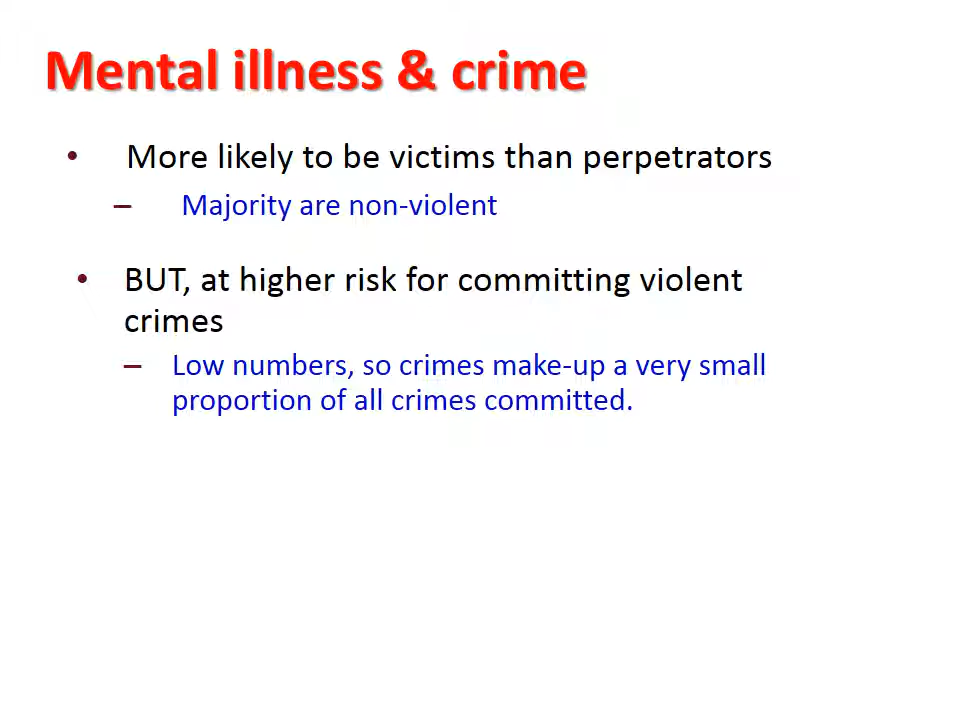 Mental illness & crime
• More likely to be victims than perpetrators
– Majority are non-violent
• BUT, at higher risk for committing violent
crimes
– Low numbers, so crimes make-up a very small
proportion of all crimes committed.